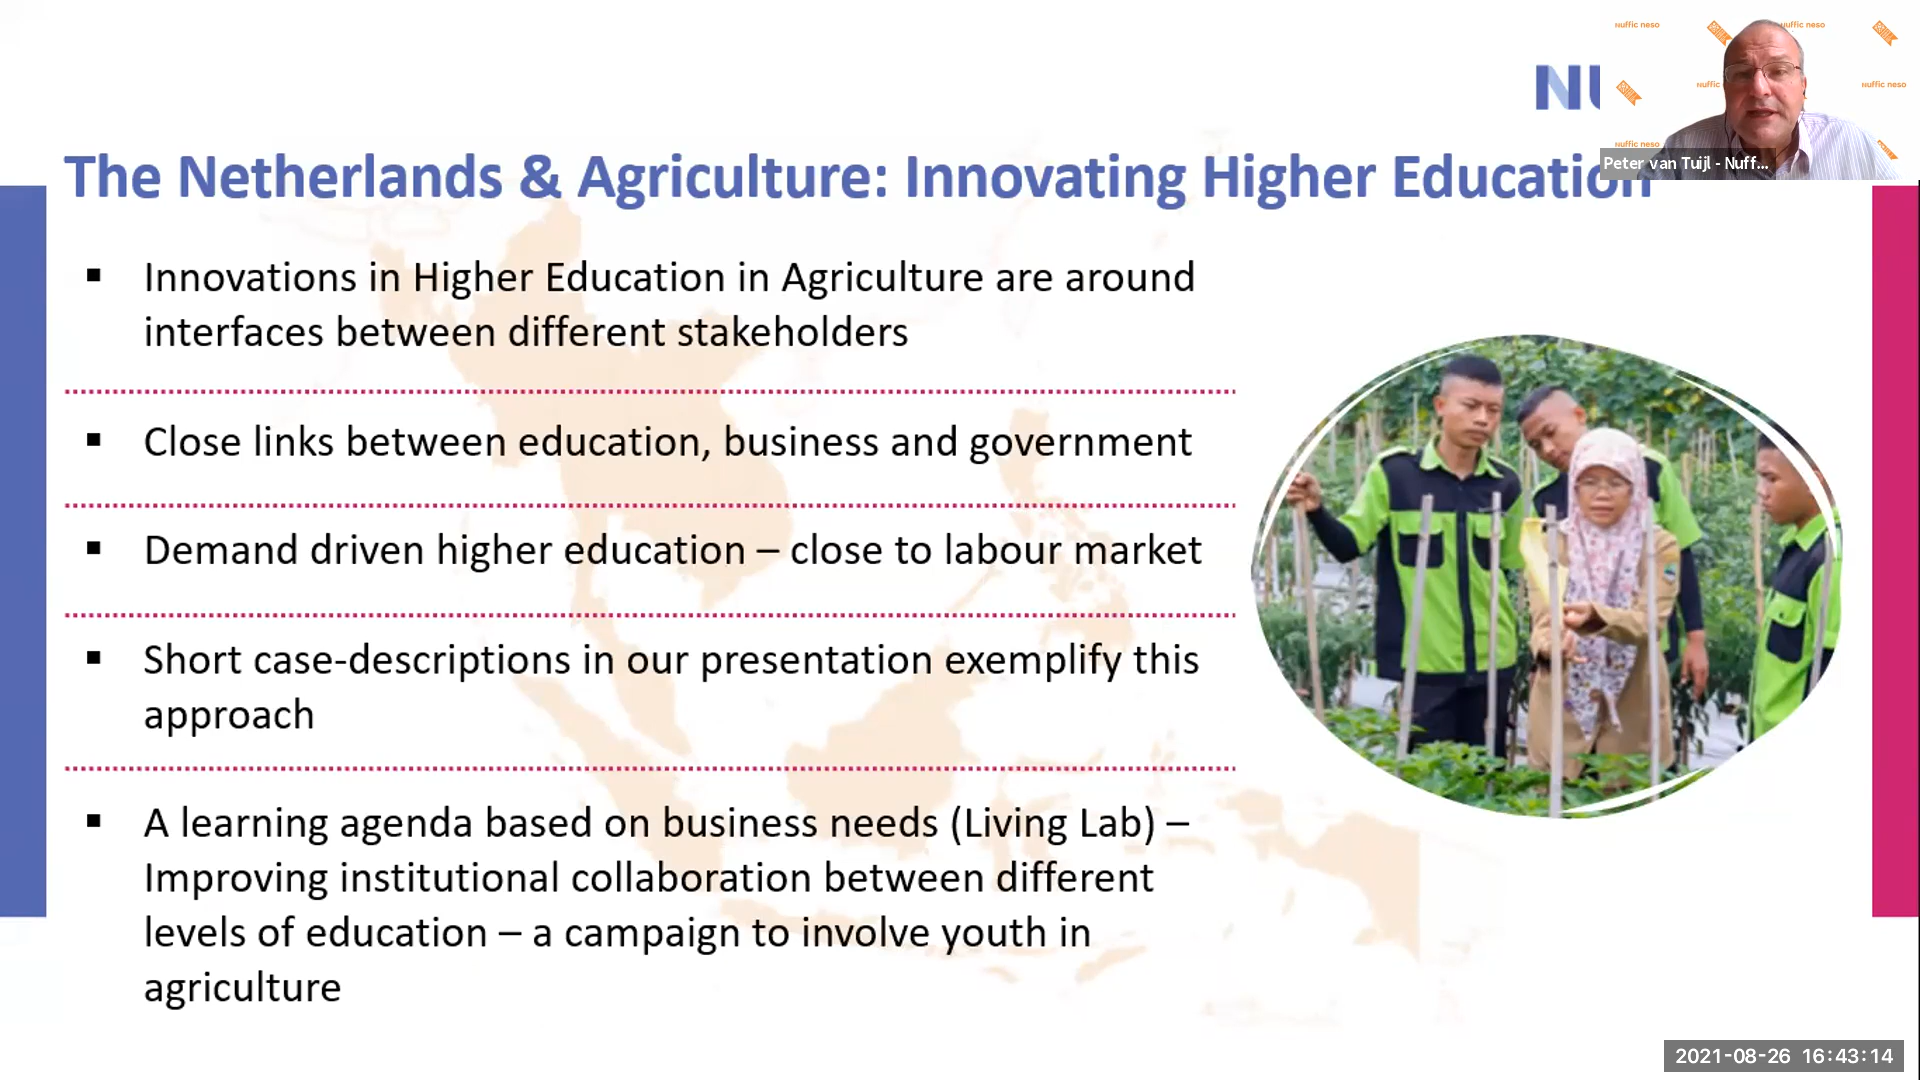 nuffic neso
nuffic neso
NU
nuffic
nuffic neso
nuffic neso
Peter van Tuijl - Nuff...
The Netherlands & Agriculture: Innovating Higher Education
▪ Innovations in Higher Education in Agriculture are around
interfaces between different stakeholders
▪ Close links between education, business and government
▪ Demand driven higher education – close to labour market
▪ Short case-descriptions in our presentation exemplify this
approach
▪ A learning agenda based on business needs (Living Lab) –
Improving institutional collaboration between different
levels of education – a campaign to involve youth in
agriculture
2021-08-26 16:43:14